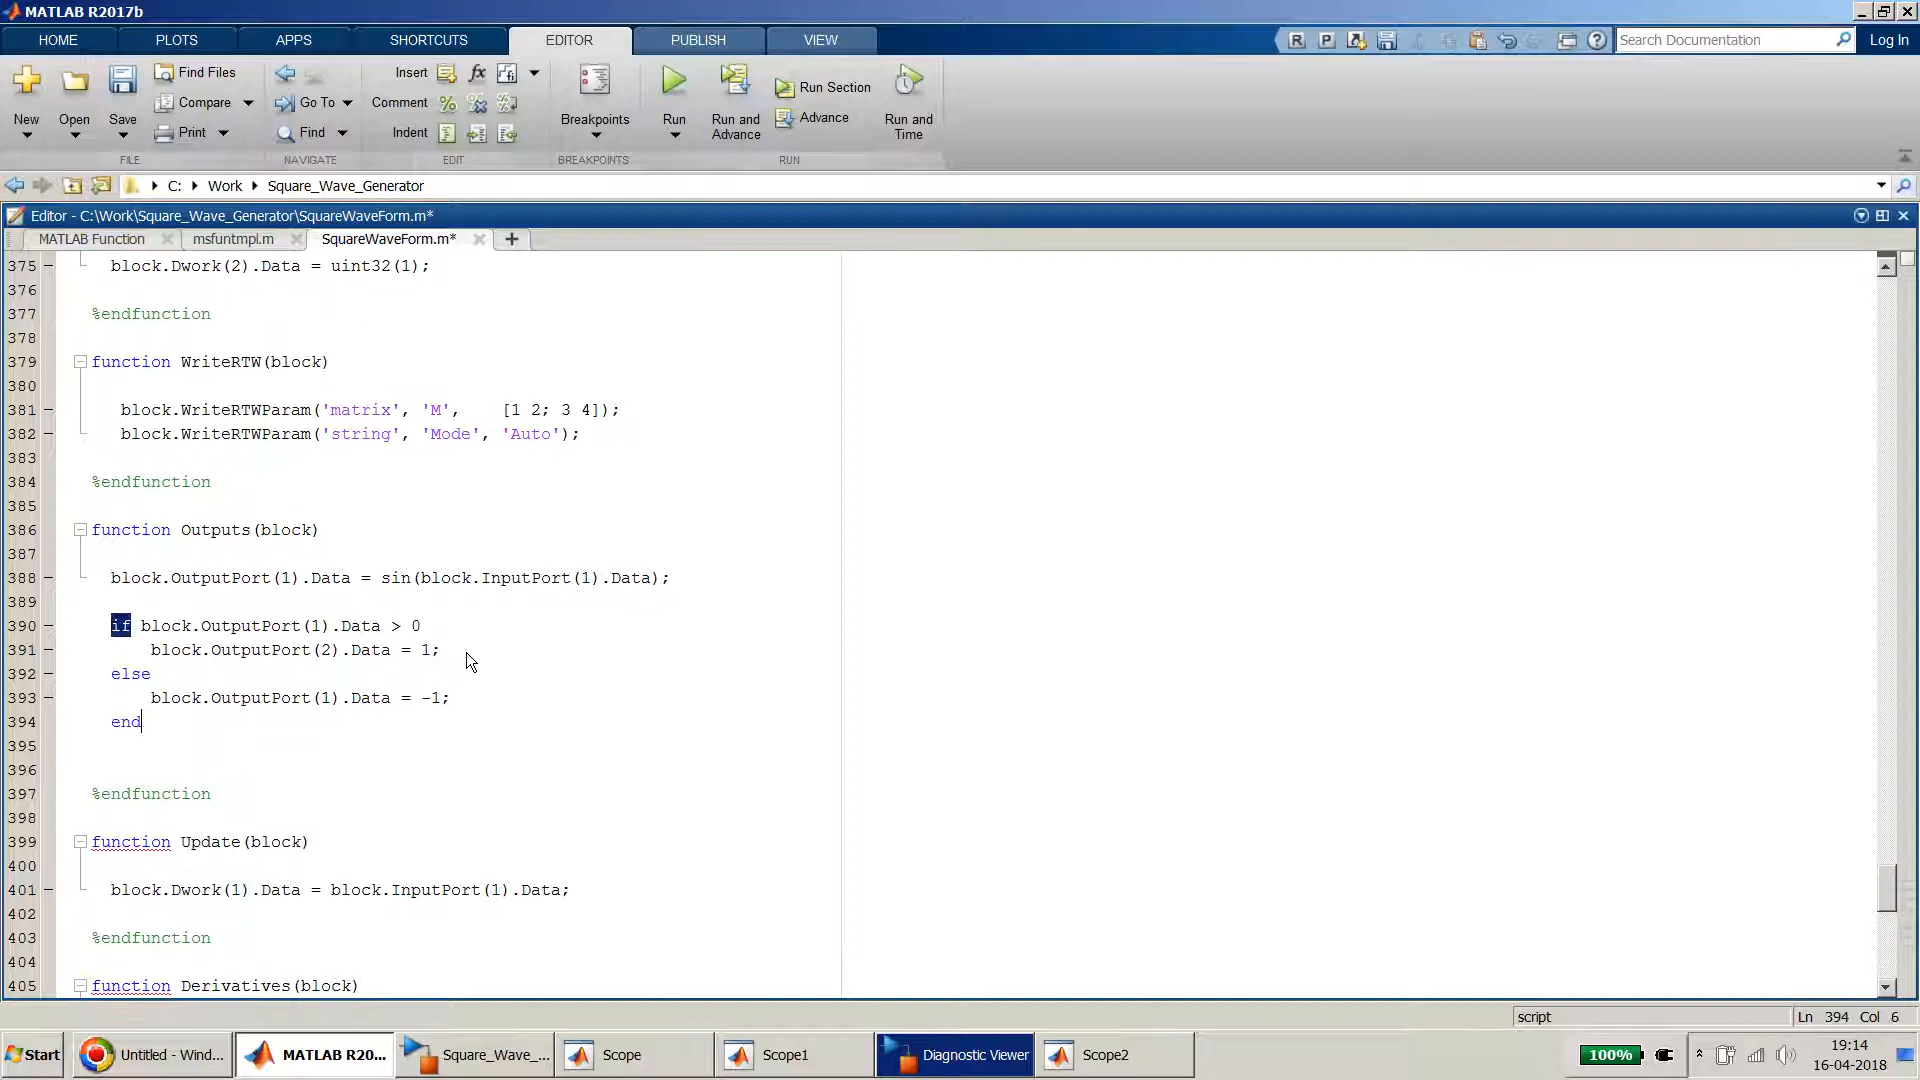 MATLAB R2017b
HOME PLOTS APPS SHORTCUTS EDITOR PUBLISH VIEW
Search Documentation
Log In
New
Open
Save
Find Files
Compare
Print
Go To
Find
Insert
Comment
Indent
Breakpoints
Run
Run and Advance
Run Section
Advance
Run and Time
FILE NAVIGATE EDIT BREAKPOINTS RUN
C: Work Square_Wave_Generator
Editor - C:\Work\Square_Wave_Generator\SquareWaveForm.m*
MATLAB Function msfuntmpl.m SquareWaveForm.m*
375 block.Dwork(2).Data = uint32(1);
376
377 %endfunction
378
379 function WriteRTW(block)
380
381 block.WriteRTWParam('matrix', 'M',    [1 2; 3 4]);
382 block.WriteRTWParam('string', 'Mode', 'Auto');
383
384 %endfunction
385
386 function Outputs(block)
387
388 block.OutputPort(1).Data = sin(block.InputPort(1).Data);
389
390 if block.OutputPort(1).Data > 0
391 block.OutputPort(2).Data = 1;
392 else
393 block.OutputPort(1).Data = -1;
394 end
395
396
397 %endfunction
398
399 function Update(block)
400
401 block.Dwork(1).Data = block.InputPort(1).Data;
402
403 %endfunction
404
405 function Derivatives(block)
script
Ln 394 Col 6
Start
Untitled - Wind...
MATLAB R20...
Square_Wave_...
Scope
Scope1
Diagnostic Viewer
Scope2
100%
19:14
16-04-2018